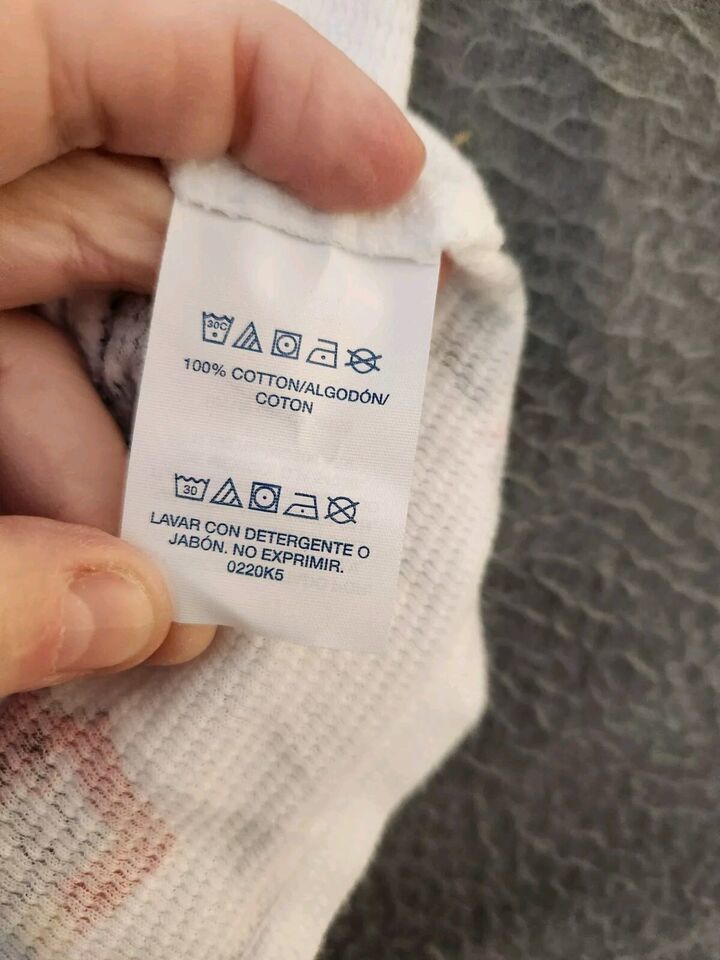 30C
100% COTTON/ALGODÓN/
COTON
30
LAVAR CON DETERGENTE O
JABÓN. NO EXPRIMIR.
0220K5